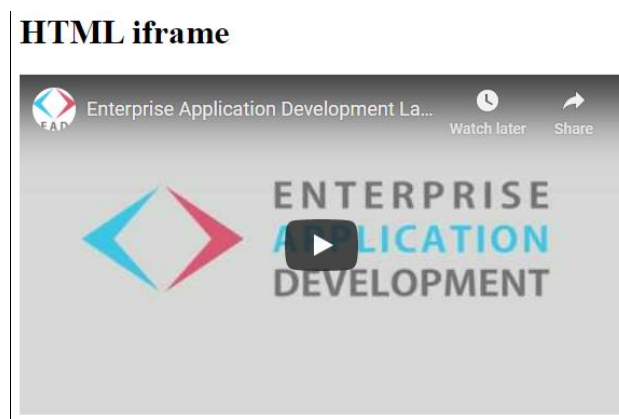 HTML iframe
Enterprise Application Development La...
Watch later
Share
EAD
ENTERPRISE
APPLICATION
DEVELOPMENT